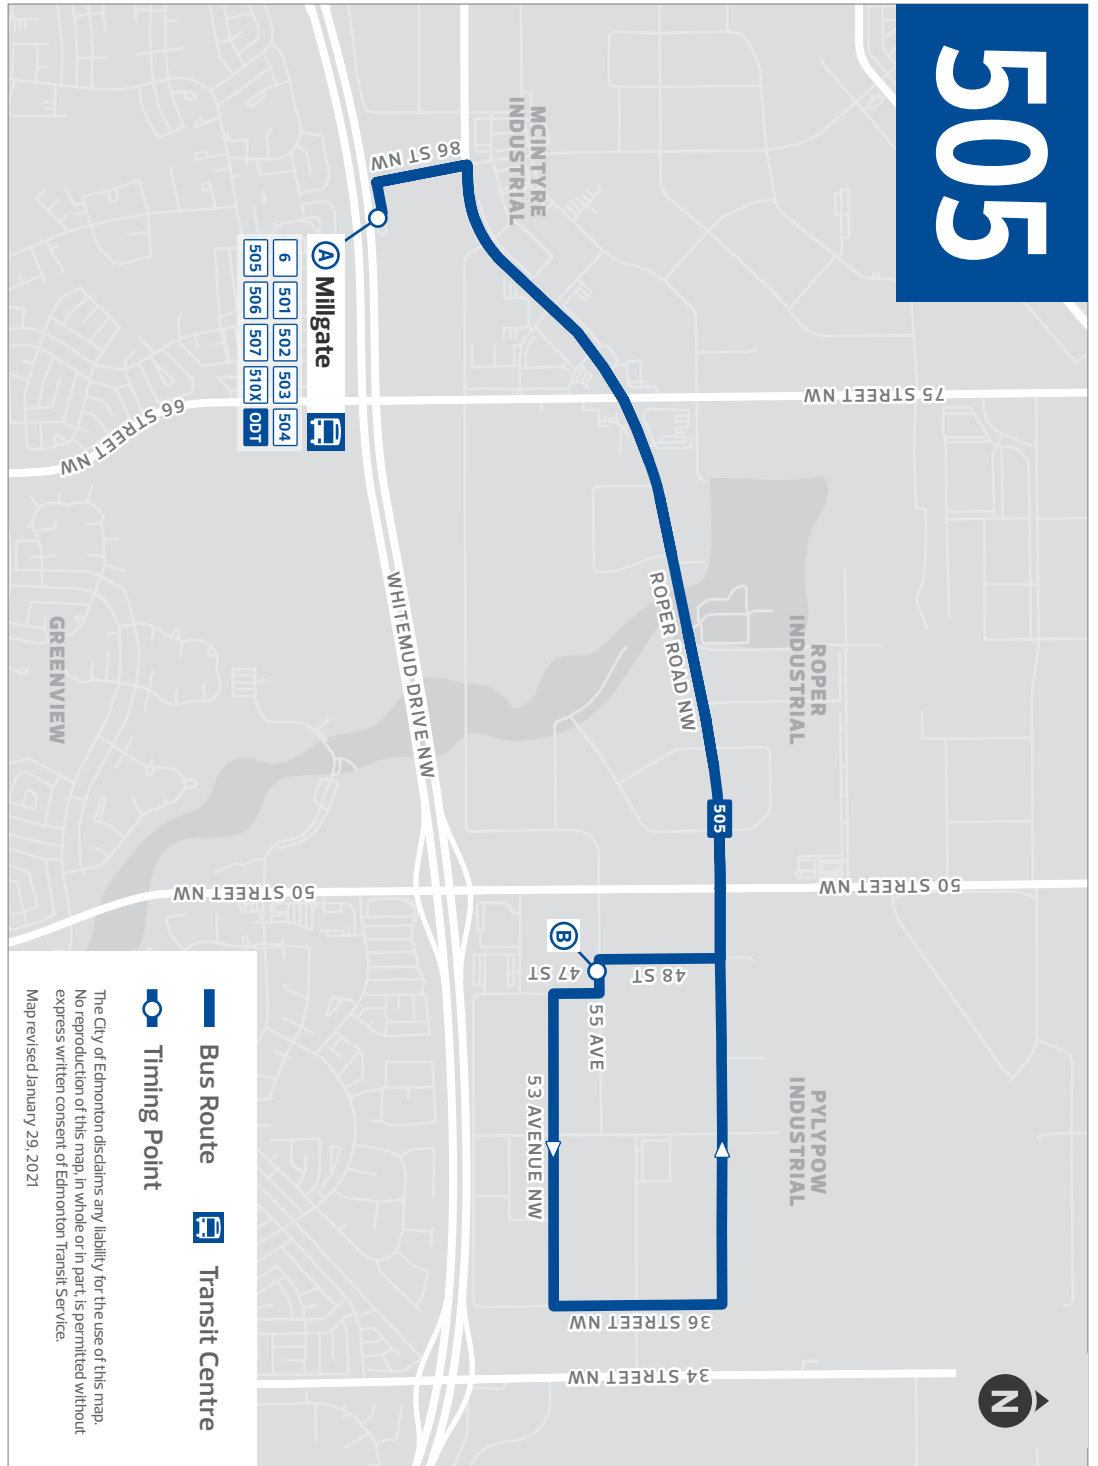 505
MCINTYRE
INDUSTRIAL
86 ST NW
A Millgate
6 501 502 503 504
505 506 507 510X ODT
75 STREET NW
66 STREET NW
WHITEMUD DRIVE NW
ROPER ROAD NW
ROPER
INDUSTRIAL
GREENVIEW
505
50 STREET NW
50 STREET NW
B
47 ST
48 ST
55 AVE
53 AVENUE NW
PYLYPOW
INDUSTRIAL
36 STREET NW
34 STREET NW
N
Bus Route
Transit Centre
Timing Point
The City of Edmonton disclaims any liability for the use of this map.
No reproduction of this map, in whole or in part, is permitted without
express written consent of Edmonton Transit Service.
Map revised January 29, 2021